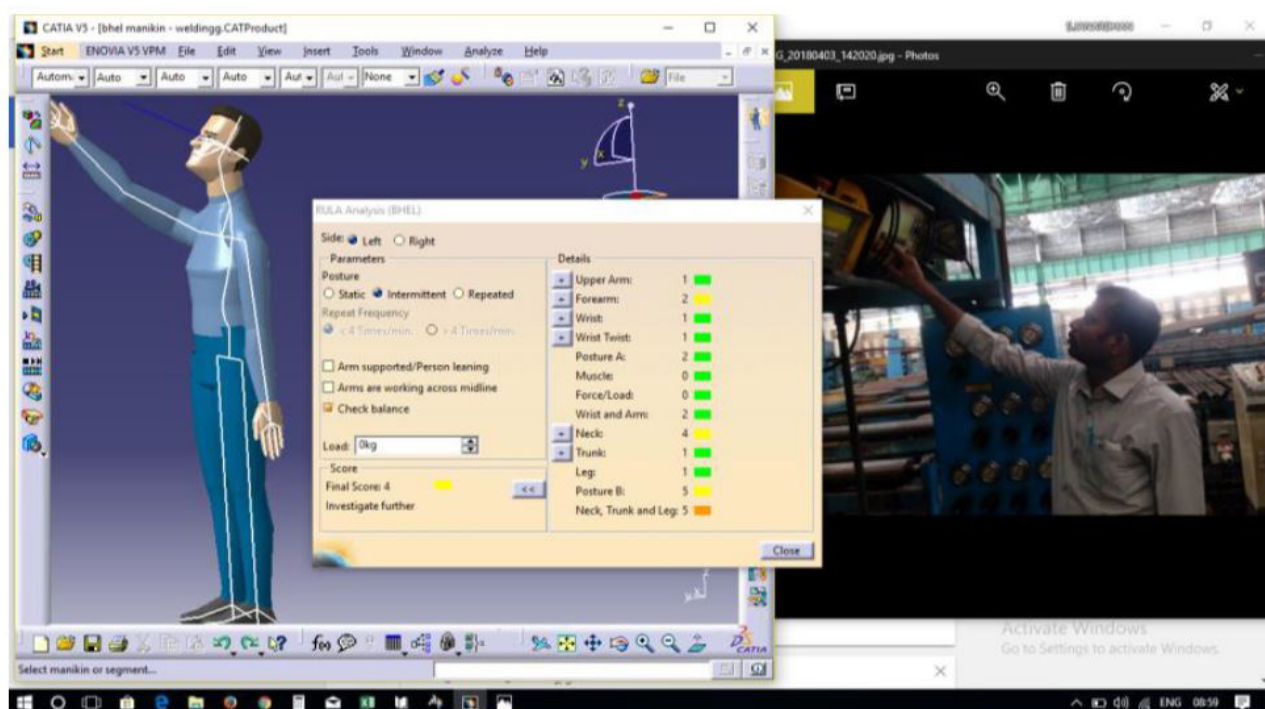 CATIA V5 - [bhel manikin - weldingg.CATProduct]
Start ENOVIA V5 VPM File Edit View Insert Tools Window Analyze Help
Autom. Auto Auto Auto Aut Aut None File
G_20180403_142020.jpg - Photos
z
y x
RULA Analysis (BHEL)
Side: Left Right
Parameters
Posture
Static Intermittent Repeated
Repeat Frequency
< 4 Times/min. > 4 Times/min.
Arm supported/Person leaning
Arms are working across midline
Check balance
Load: 0kg
Score
Final Score: 4
<<
Investigate further
Details
Upper Arm: 1
Forearm: 2
Wrist: 1
Wrist Twist: 1
Posture A: 2
Muscle: 0
Force/Load: 0
Wrist and Arm: 2
Neck: 4
Trunk: 1
Leg: 1
Posture B: 5
Neck, Trunk and Leg: 5
Close
f(x)
CATIA
Select manikin or segment...
Activate Windows
Go to Settings to activate Windows.
ENG 08:59